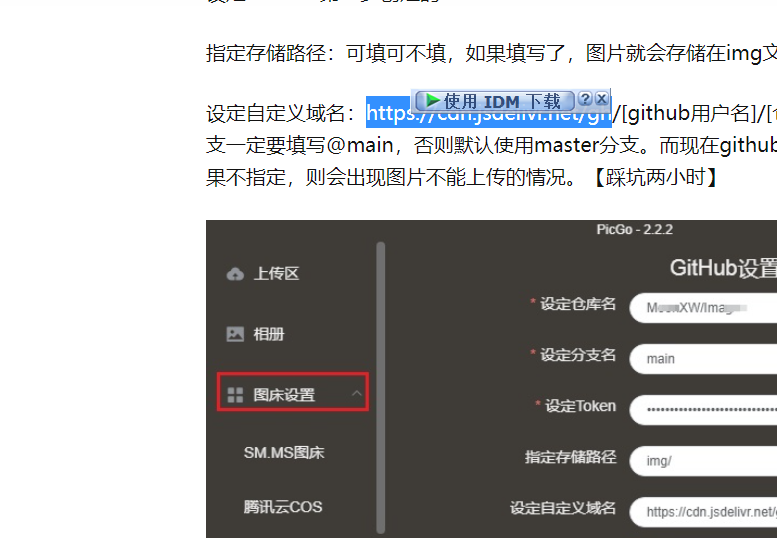 指定存储路径：可填可不填，如果填写了，图片就会存储在img文
使用 IDM 下载
设定自定义域名：https://cdn.jsdelivr.net/gh/[github用户名]/[
支一定要填写@main，否则默认使用master分支。而现在github
果不指定，则会出现图片不能上传的情况。【踩坑两小时】
PicGo - 2.2.2
上传区
GitHub设置
* 设定仓库名
相册
* 设定分支名
main
图床设置
* 设定Token
SM.MS图床
指定存储路径
img/
腾讯云COS
设定自定义域名
https://cdn.jsdelivr.net/